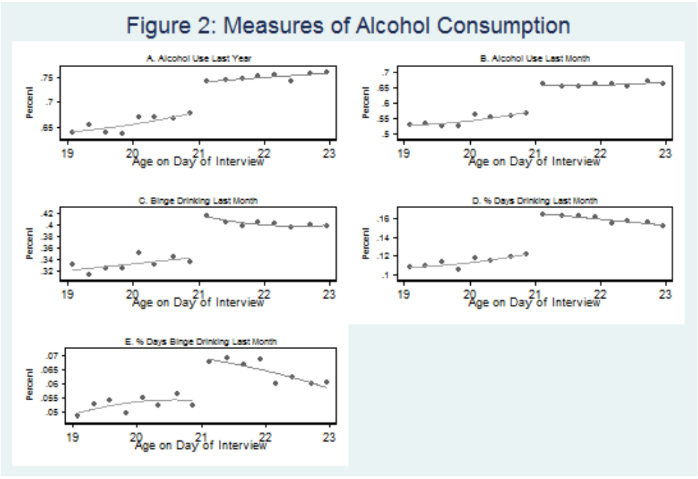 Figure 2: Measures of Alcohol Consumption
A. Alcohol Use Last Year
Percent
.75
.7
.65
19 20 21 22 23
Age on Day of Interview
B. Alcohol Use Last Month
Percent
.7
.65
.6
.55
.5
19 20 21 22 23
Age on Day of Interview
C. Binge Drinking Last Month
Percent
.42
.4
.38
.36
.34
.32
19 20 21 22 23
Age on Day of Interview
D. % Days Drinking Last Month
Percent
.16
.14
.12
.1
19 20 21 22 23
Age on Day of Interview
E. % Days Binge Drinking Last Month
Percent
.07
.065
.06
.055
.05
19 20 21 22 23
Age on Day of Interview